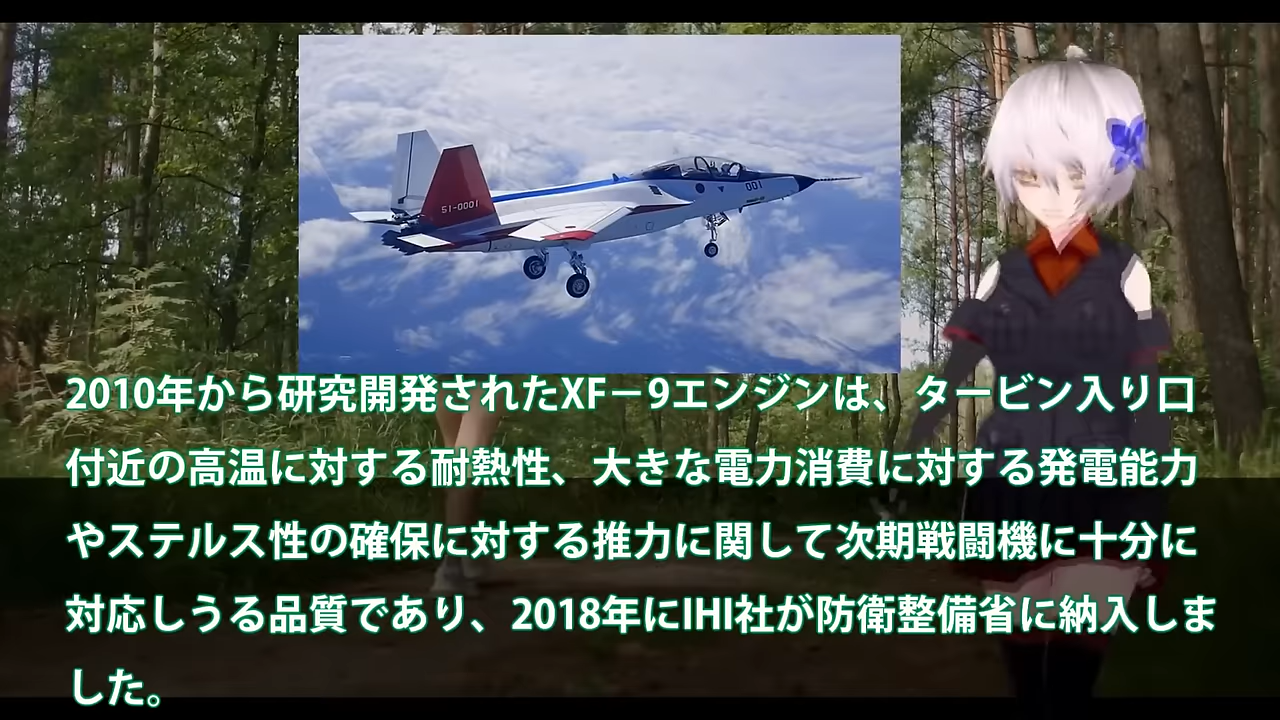 001
51-0001
2010年から研究開発されたXF－9エンジンは、タービン入り口
付近の高温に対する耐熱性、大きな電力消費に対する発電能力
やステルス性の確保に対する推力に関して次期戦闘機に十分に
対応しうる品質であり、2018年にIHI社が防衛整備省に納入しま
した。